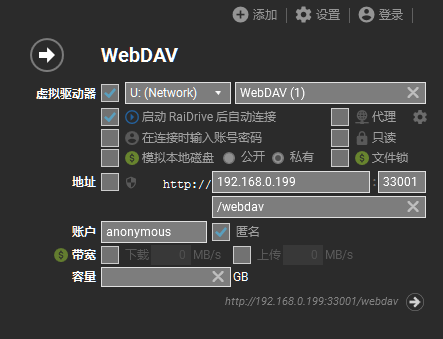 添加 设置 登录
WebDAV
虚拟驱动器 U: (Network) WebDAV (1)
启动 RaiDrive 后自动连接 代理
在连接时输入账号密码 只读
$ 模拟本地磁盘 公开 私有 $ 文件锁
地址 http:// 192.168.0.199 : 33001
/webdav
账户 anonymous 匿名
$ 带宽 下载 0 MB/s 上传 0 MB/s
容量 GB
http://192.168.0.199:33001/webdav